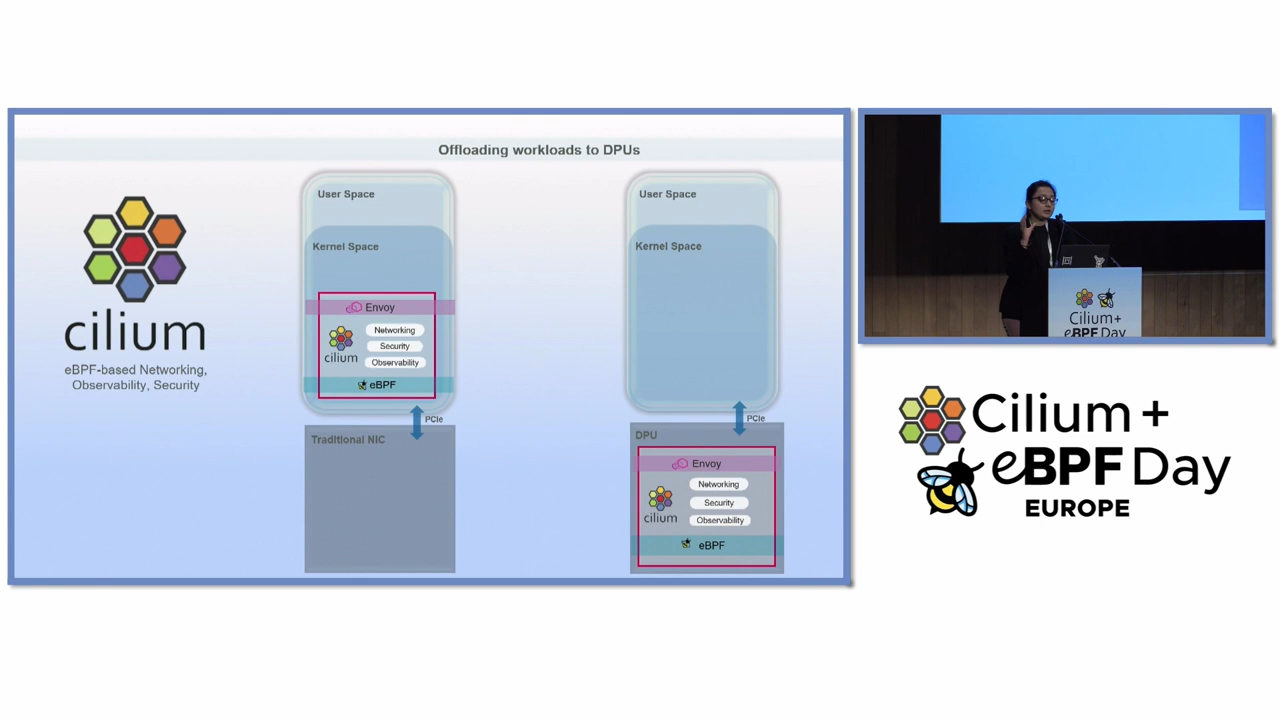 Offloading workloads to DPUs
cilium
eBPF-based Networking,
Observability, Security
User Space
Kernel Space
Envoy
cilium
Networking
Security
Observability
eBPF
PCIe
Traditional NIC
User Space
Kernel Space
PCIe
DPU
Envoy
cilium
Networking
Security
Observability
eBPF
Cilium+
eBPF Day
Cilium +
eBPF Day
EUROPE